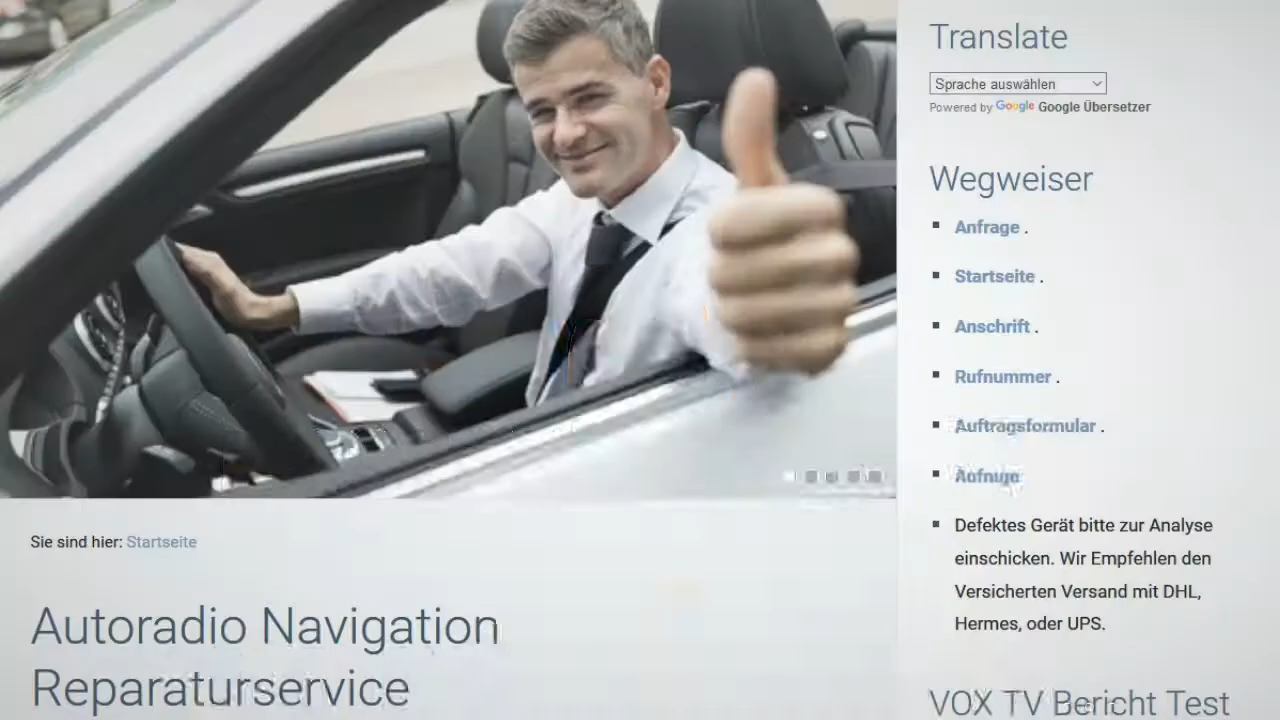 Translate
Sprache auswählen
Powered by Google Google Übersetzer
Wegweiser
Anfrage .
Startseite .
Anschrift .
Rufnummer .
Auftragsformular .
Defektes Gerät bitte zur Analyse
einschicken. Wir Empfehlen den
Versicherten Versand mit DHL,
Hermes, oder UPS.
Sie sind hier: Startseite
Autoradio Navigation
Reparaturservice
VOX TV Bericht Test